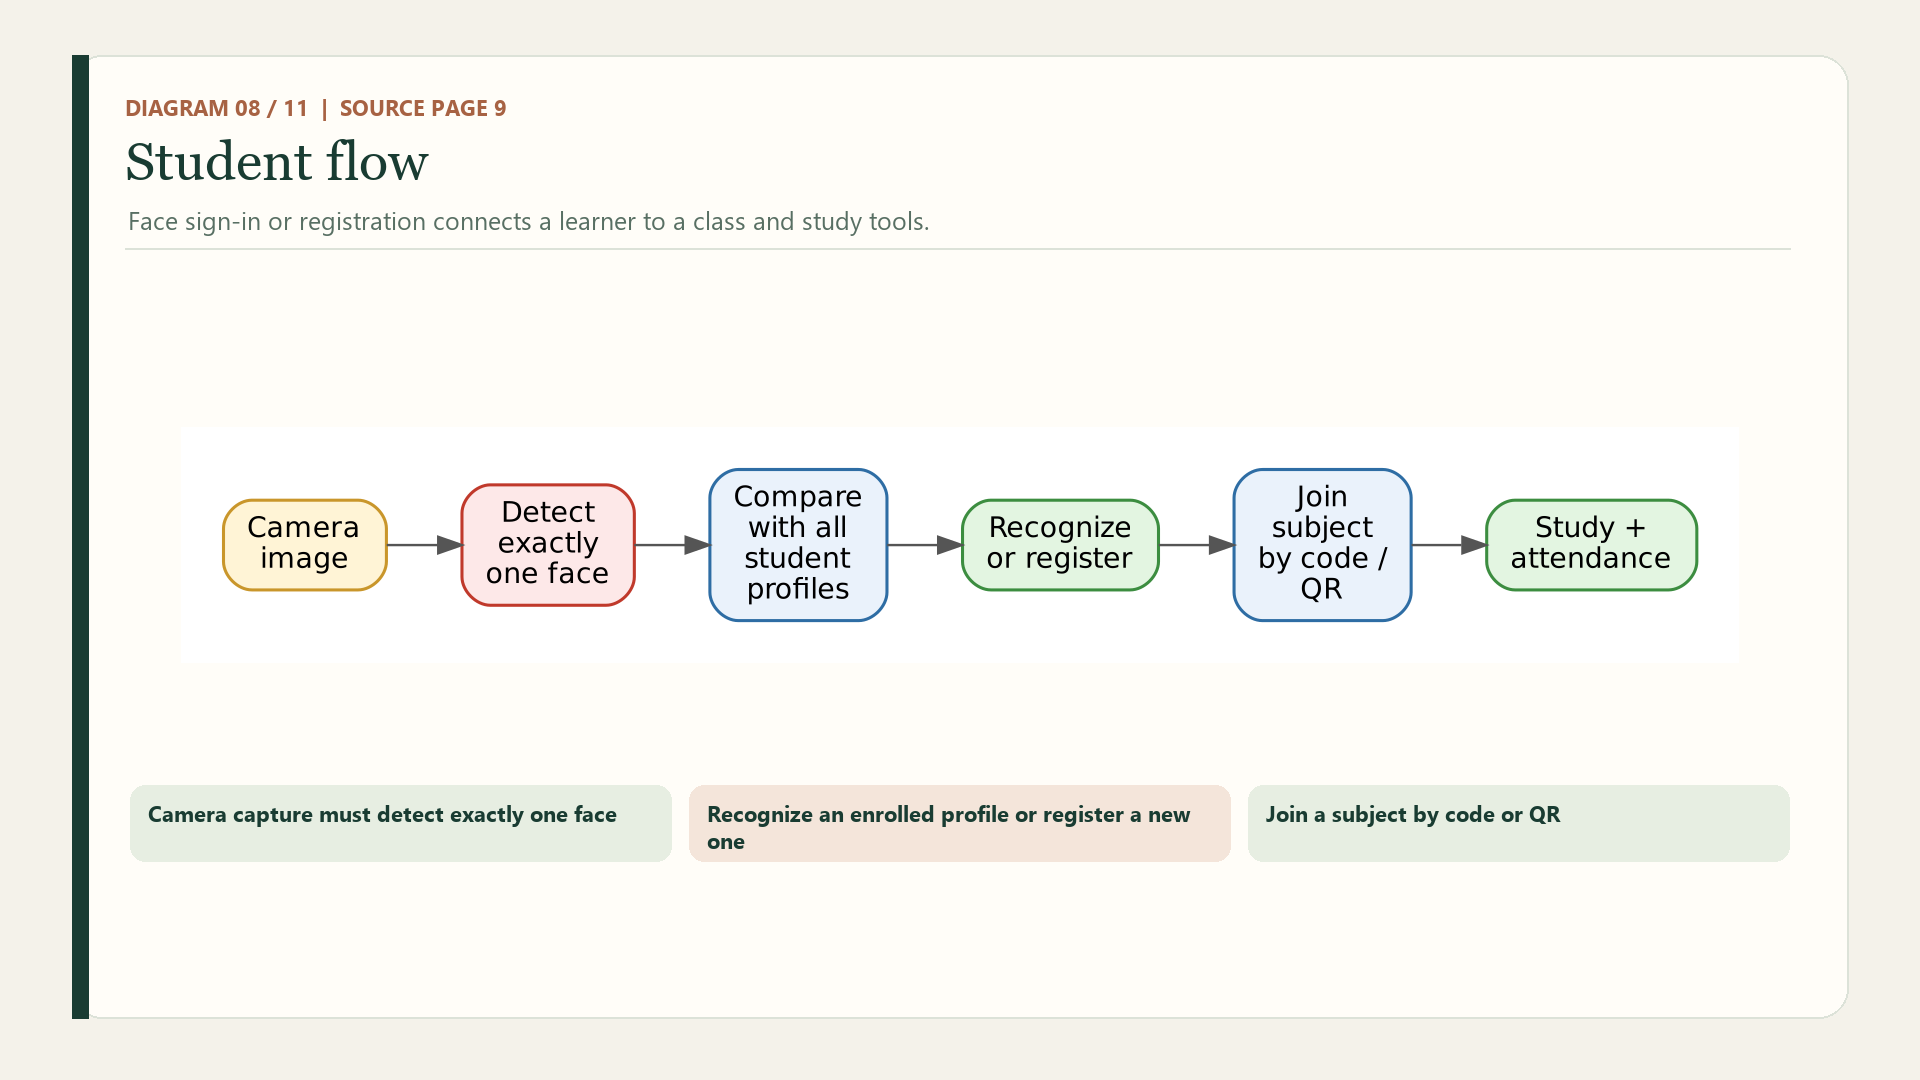 DIAGRAM 08 / 11 | SOURCE PAGE 9
Student flow
Face sign-in or registration connects a learner to a class and study tools.
Camera
image
Detect
exactly
one face
Compare
with all
student
profiles
Recognize
or register
Join
subject
by code /
QR
Study +
attendance
Camera capture must detect exactly one face
Recognize an enrolled profile or register a new
one
Join a subject by code or QR